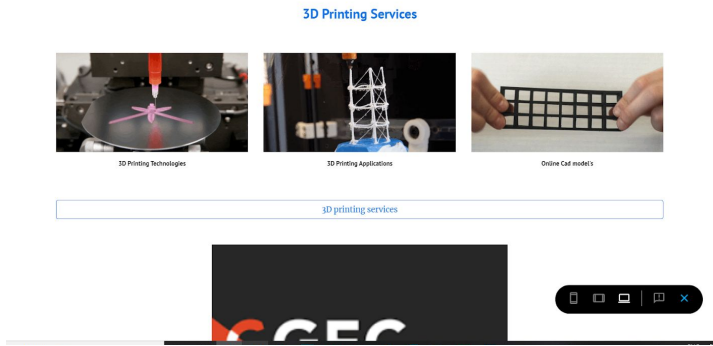 3D Printing Services
3D Printing Technologies
3D Printing Applications
Online Cad model's
3D printing services